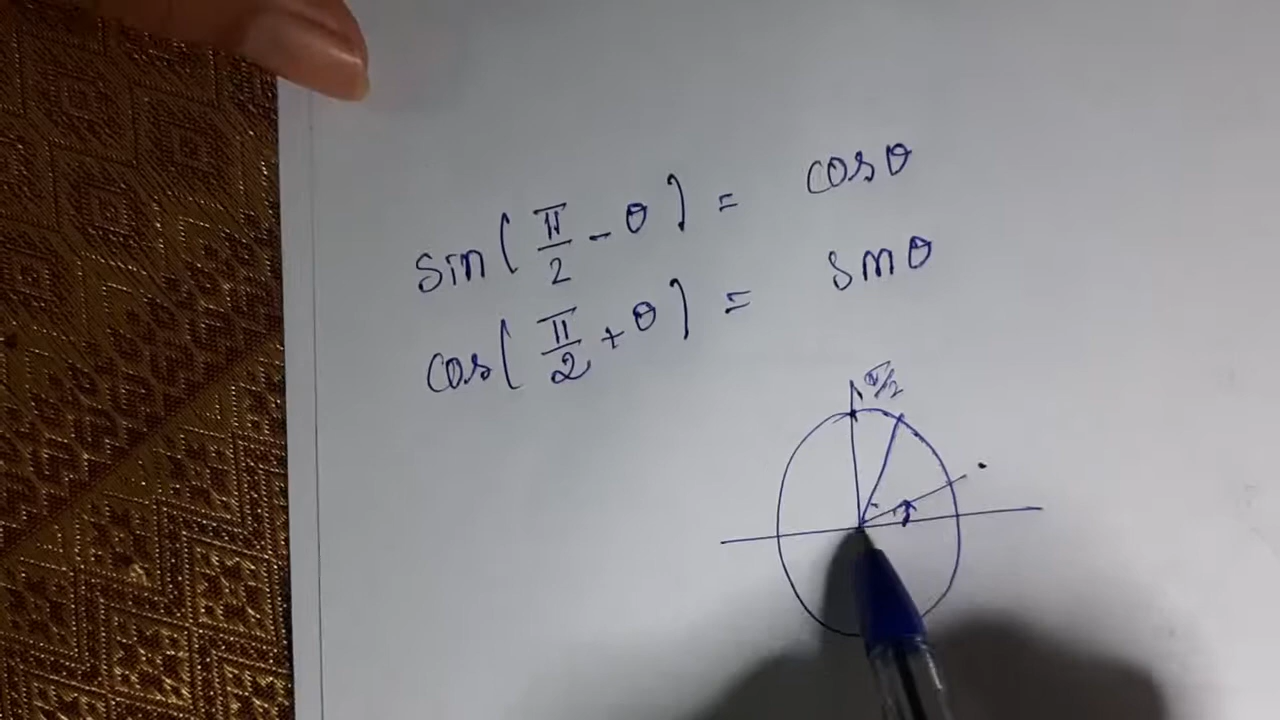 sin(π/2 - θ) = cosθ
cos(π/2 + θ) = sinθ
π/2